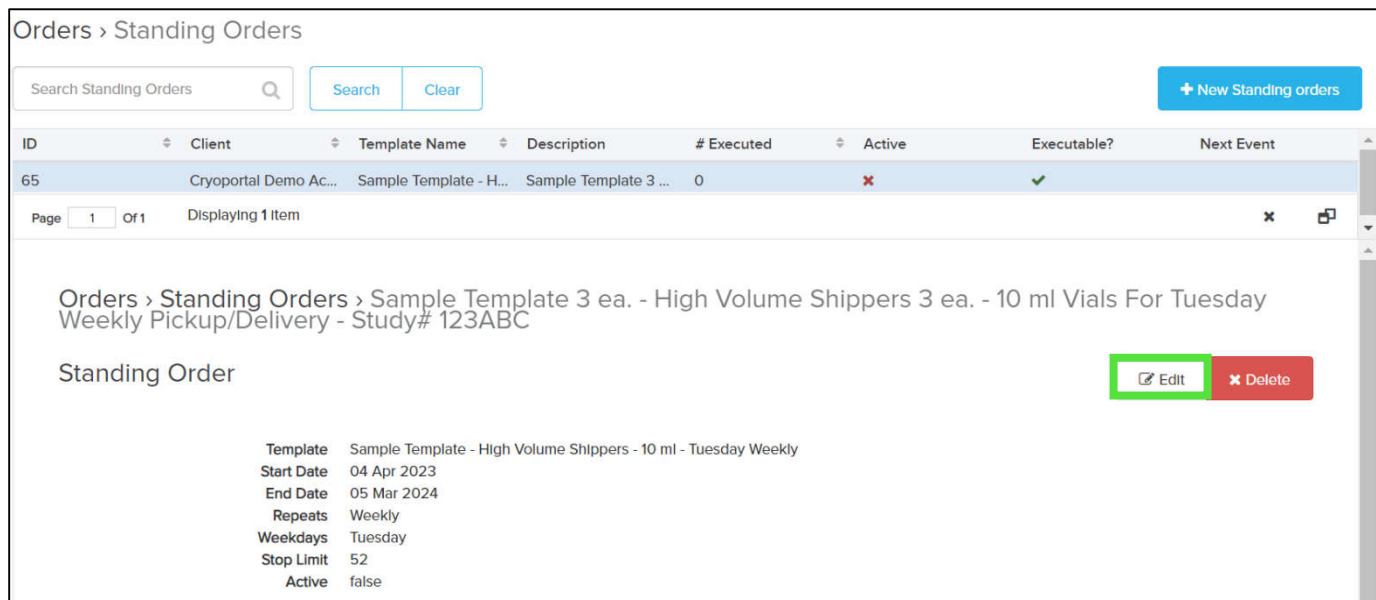 Orders › Standing Orders
Search Standing Orders Search Clear + New Standing orders
ID Client Template Name Description # Executed Active Executable? Next Event
65 Cryoportal Demo Ac... Sample Template - H... Sample Template 3 ... 0
Page 1 Of 1 Displaying 1 item
Orders › Standing Orders › Sample Template 3 ea. - High Volume Shippers 3 ea. - 10 ml Vials For Tuesday
Weekly Pickup/Delivery - Study# 123ABC
Standing Order Edit Delete
Template Sample Template - High Volume Shippers - 10 ml - Tuesday Weekly
Start Date 04 Apr 2023
End Date 05 Mar 2024
Repeats Weekly
Weekdays Tuesday
Stop Limit 52
Active false